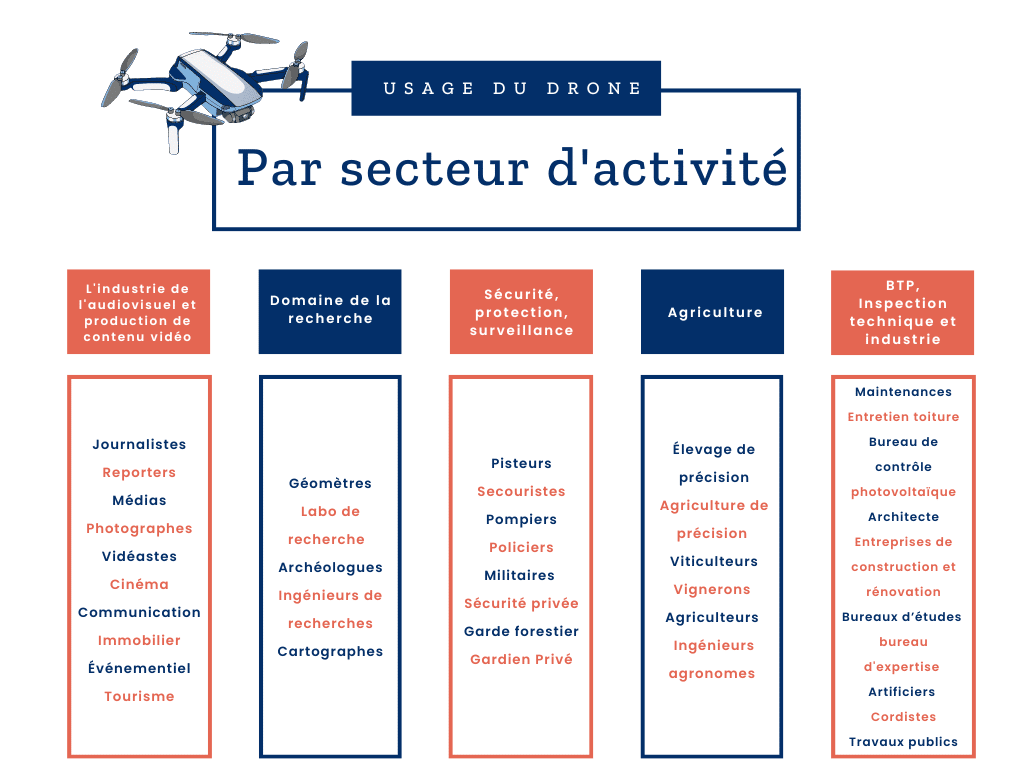 USAGE DU DRONE
Par secteur d'activité
L'industrie de
l'audiovisuel et
production de
contenu vidéo
Journalistes
Reporters
Médias
Photographes
Vidéastes
Cinéma
Communication
Immobilier
Événementiel
Tourisme
Domaine de la
recherche
Géomètres
Labo de
recherche
Archéologues
Ingénieurs de
recherches
Cartographes
Sécurité,
protection,
surveillance
Pisteurs
Secouristes
Pompiers
Policiers
Militaires
Sécurité privée
Garde forestier
Gardien Privé
Agriculture
Élevage de
précision
Agriculture de
précision
Viticulteurs
Vignerons
Agriculteurs
Ingénieurs
agronomes
BTP,
Inspection
technique et
industrie
Maintenances
Entretien toiture
Bureau de
contrôle
photovoltaïque
Architecte
Entreprises de
construction et
rénovation
Bureaux d’études
bureau
d'expertise
Artificiers
Cordistes
Travaux publics